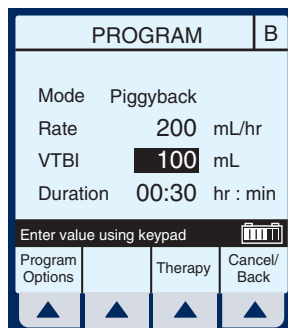 PROGRAM B
Mode Piggyback
Rate 200 mL/hr
VTBI 100 mL
Duration 00:30 hr : min
Enter value using keypad
Program Options
Therapy
Cancel/ Back